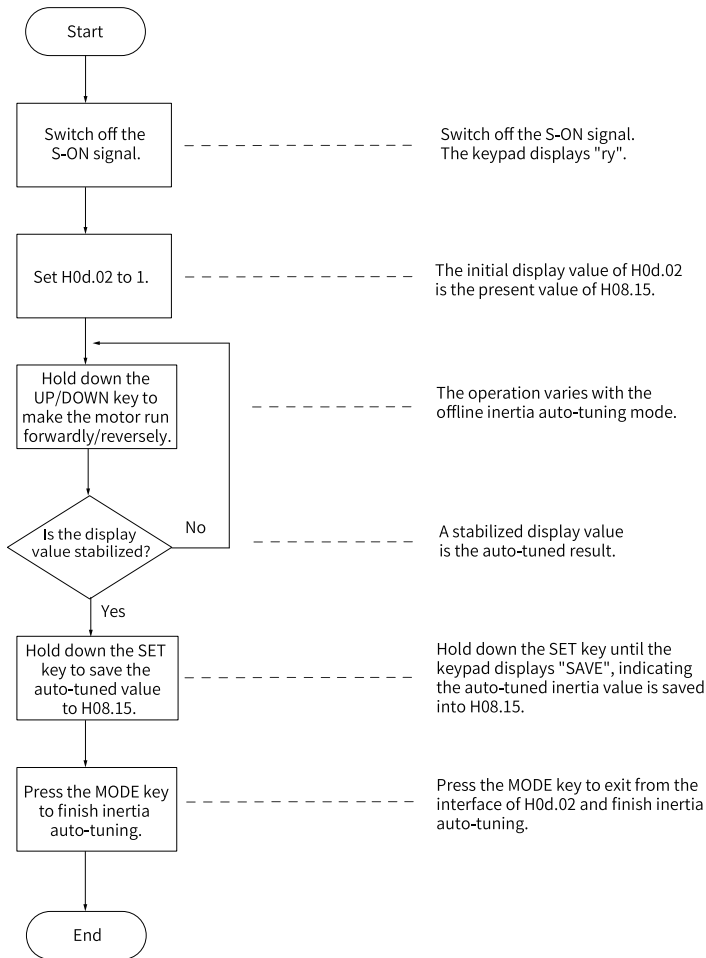 Start
Switch off the
S-ON signal.
Switch off the S-ON signal.
The keypad displays "ry".
Set H0d.02 to 1.
The initial display value of H0d.02
is the present value of H08.15.
Hold down the
UP/DOWN key to
make the motor run
forwardly/reversely.
The operation varies with the
offline inertia auto-tuning mode.
Is the display
value stabilized?
No
A stabilized display value
is the auto-tuned result.
Yes
Hold down the SET
key to save the
auto-tuned value
to H08.15.
Hold down the SET key until the
keypad displays "SAVE", indicating
the auto-tuned inertia value is saved
into H08.15.
Press the MODE key
to finish inertia
auto-tuning.
Press the MODE key to exit from the
interface of H0d.02 and finish inertia
auto-tuning.
End